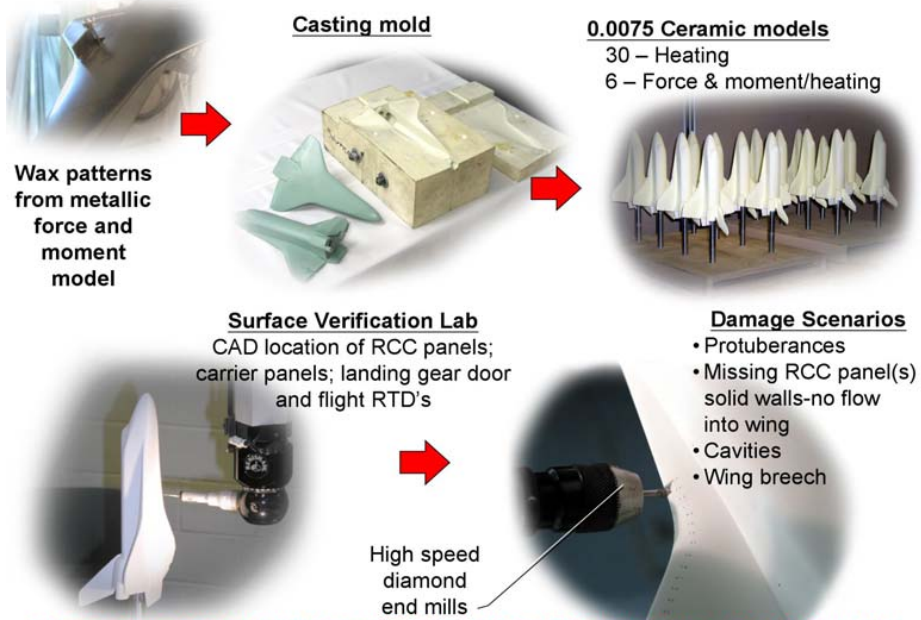 Casting mold
0.0075 Ceramic models
30 – Heating
6 – Force & moment/heating
Wax patterns
from metallic
force and
moment
model
Surface Verification Lab
CAD location of RCC panels;
carrier panels; landing gear door
and flight RTD's
Damage Scenarios
• Protuberances
• Missing RCC panel(s)
solid walls-no flow
into wing
• Cavities
• Wing breech
High speed
diamond
end mills